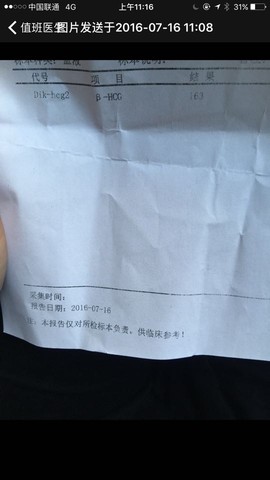 中国联通 4G 上午11:16 31%
值班医生 图片发送于2016-07-16 11:08
代号 项 目 结 果
Dik-hcg2 B-HCG 163
采集时间:
报告日期: 2016-07-16
注: 本报告仅对所检标本负责, 供临床参考!